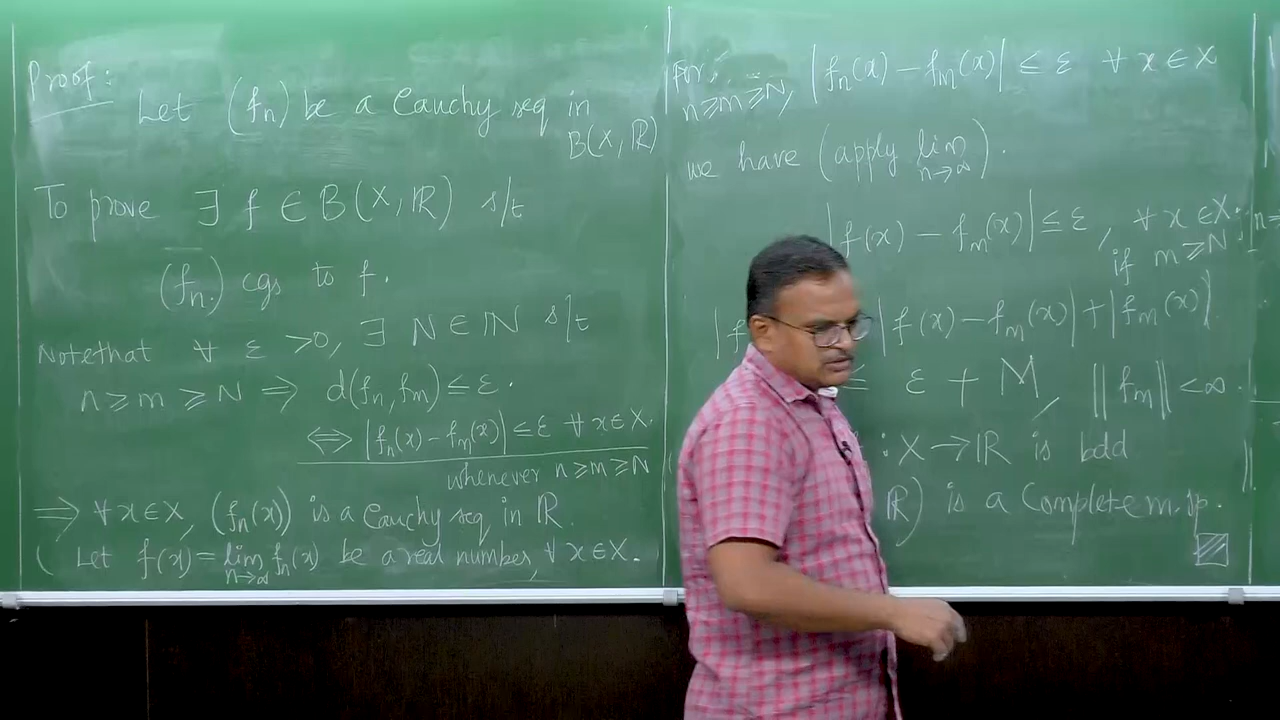 Proof:
Let (fₙ) be a Cauchy seq in
B(X, ℝ)
To prove ∃ f ∈ B(X, ℝ) s/t
(fₙ) cgs to f.
Note that ∀ ε > 0, ∃ N ∈ ℕ s/t
n ≥ m ≥ N ⇒ d(fₙ, fₘ) ≤ ε.
⇔ |fₙ(x) − fₘ(x)| ≤ ε ∀ x ∈ X.
whenever n ≥ m ≥ N
⇒ ∀ x ∈ X, (fₙ(x)) is a Cauchy seq in ℝ.
( Let f(x) = lim fₙ(x) be a real number, ∀ x ∈ X.
n→∞
For, |fₙ(x) − fₘ(x)| ≤ ε ∀ x ∈ X
n ≥ m ≥ N,
we have (apply lim).
n→∞
|f(x) − fₘ(x)| ≤ ε, ∀ x ∈ X.
if m ≥ N
|f |f(x) − fₘ(x)| + |fₘ(x)|.
≤ ε + M, ‖fₘ‖ < ∞.
: X → ℝ is bdd
ℝ) is a Complete m. sp.